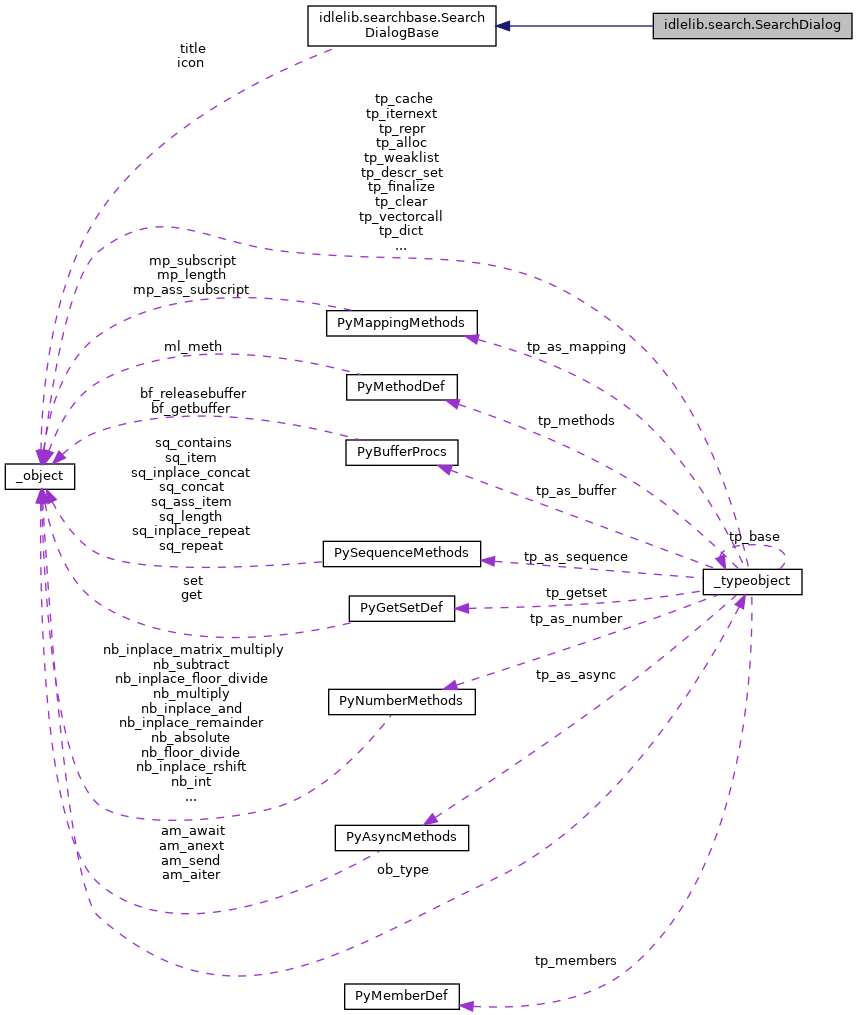 idlelib.searchbase.Search
DialogBase
idlelib.search.SearchDialog
title
icon
tp_cache
tp_iternext
tp_repr
tp_alloc
tp_weaklist
tp_descr_set
tp_finalize
tp_clear
tp_vectorcall
tp_dict
...
mp_subscript
mp_length
mp_ass_subscript
PyMappingMethods
tp_as_mapping
ml_meth
PyMethodDef
tp_methods
bf_releasebuffer
bf_getbuffer
PyBufferProcs
_object
tp_as_buffer
sq_contains
sq_item
sq_inplace_concat
sq_concat
sq_ass_item
sq_length
sq_inplace_repeat
sq_repeat
PySequenceMethods
tp_as_sequence
tp_base
_typeobject
set
get
PyGetSetDef
tp_getset
tp_as_number
nb_inplace_matrix_multiply
nb_subtract
nb_inplace_floor_divide
nb_multiply
nb_inplace_and
nb_inplace_remainder
nb_absolute
nb_floor_divide
nb_inplace_rshift
nb_int
...
PyNumberMethods
tp_as_async
am_await
am_anext
am_send
am_aiter
PyAsyncMethods
ob_type
tp_members
PyMemberDef